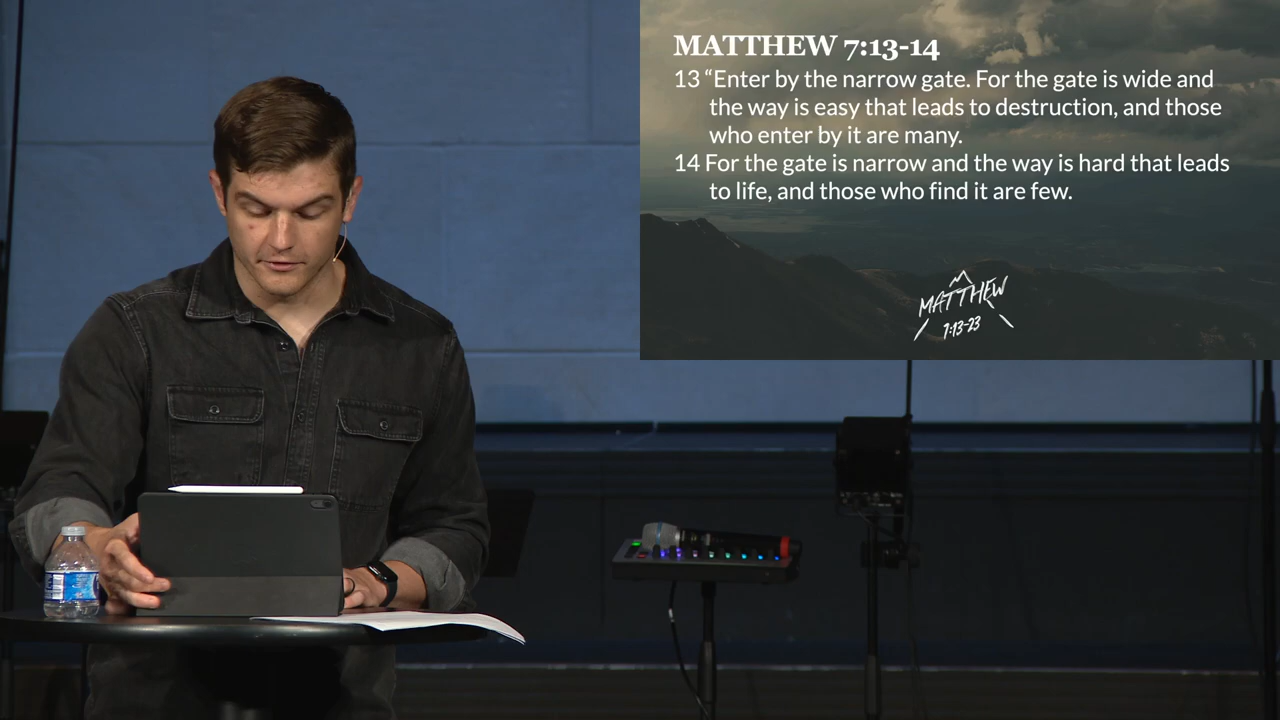 MATTHEW 7:13-14
13 “Enter by the narrow gate. For the gate is wide and
the way is easy that leads to destruction, and those
who enter by it are many.
14 For the gate is narrow and the way is hard that leads
to life, and those who find it are few.
MATTHEW
7:13-23